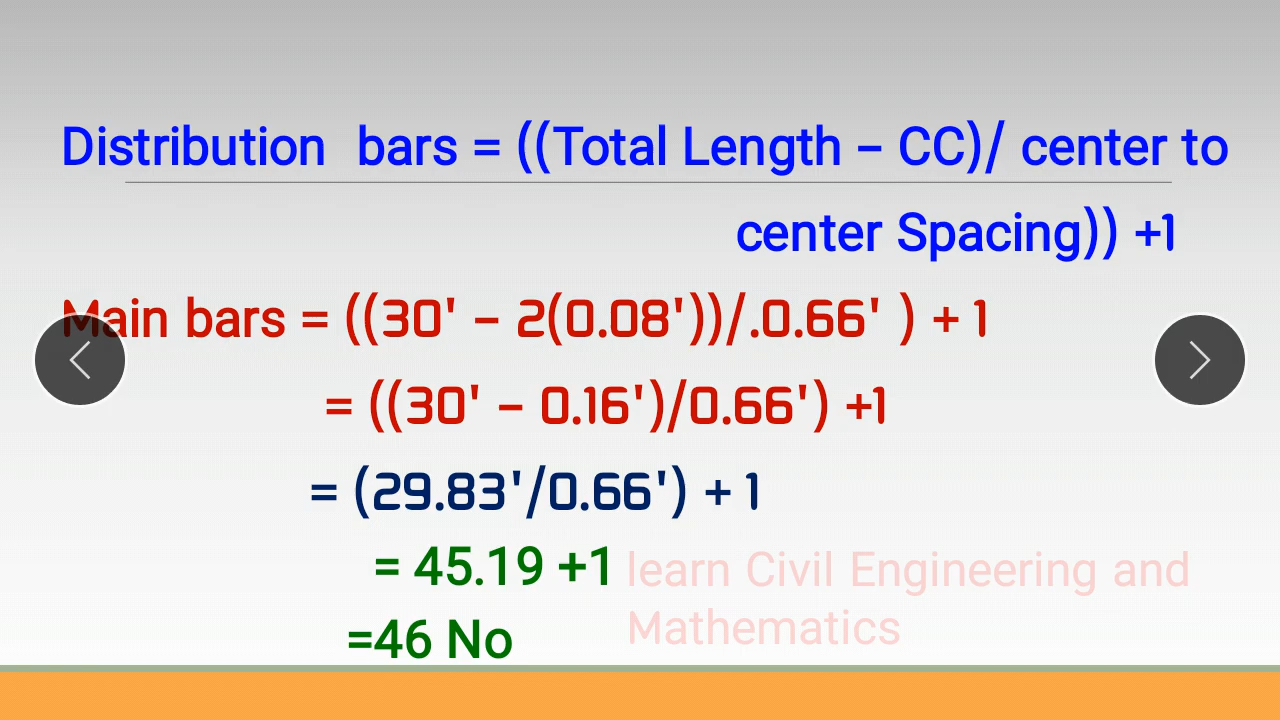 Distribution bars = ((Total Length – CC)/ center to
center Spacing)) +1
Main bars = ((30' – 2(0.08'))/.0.66' ) + 1
= ((30' – 0.16')/0.66') +1
= (29.83'/0.66') + 1
= 45.19 +1
learn Civil Engineering and
Mathematics
=46 No